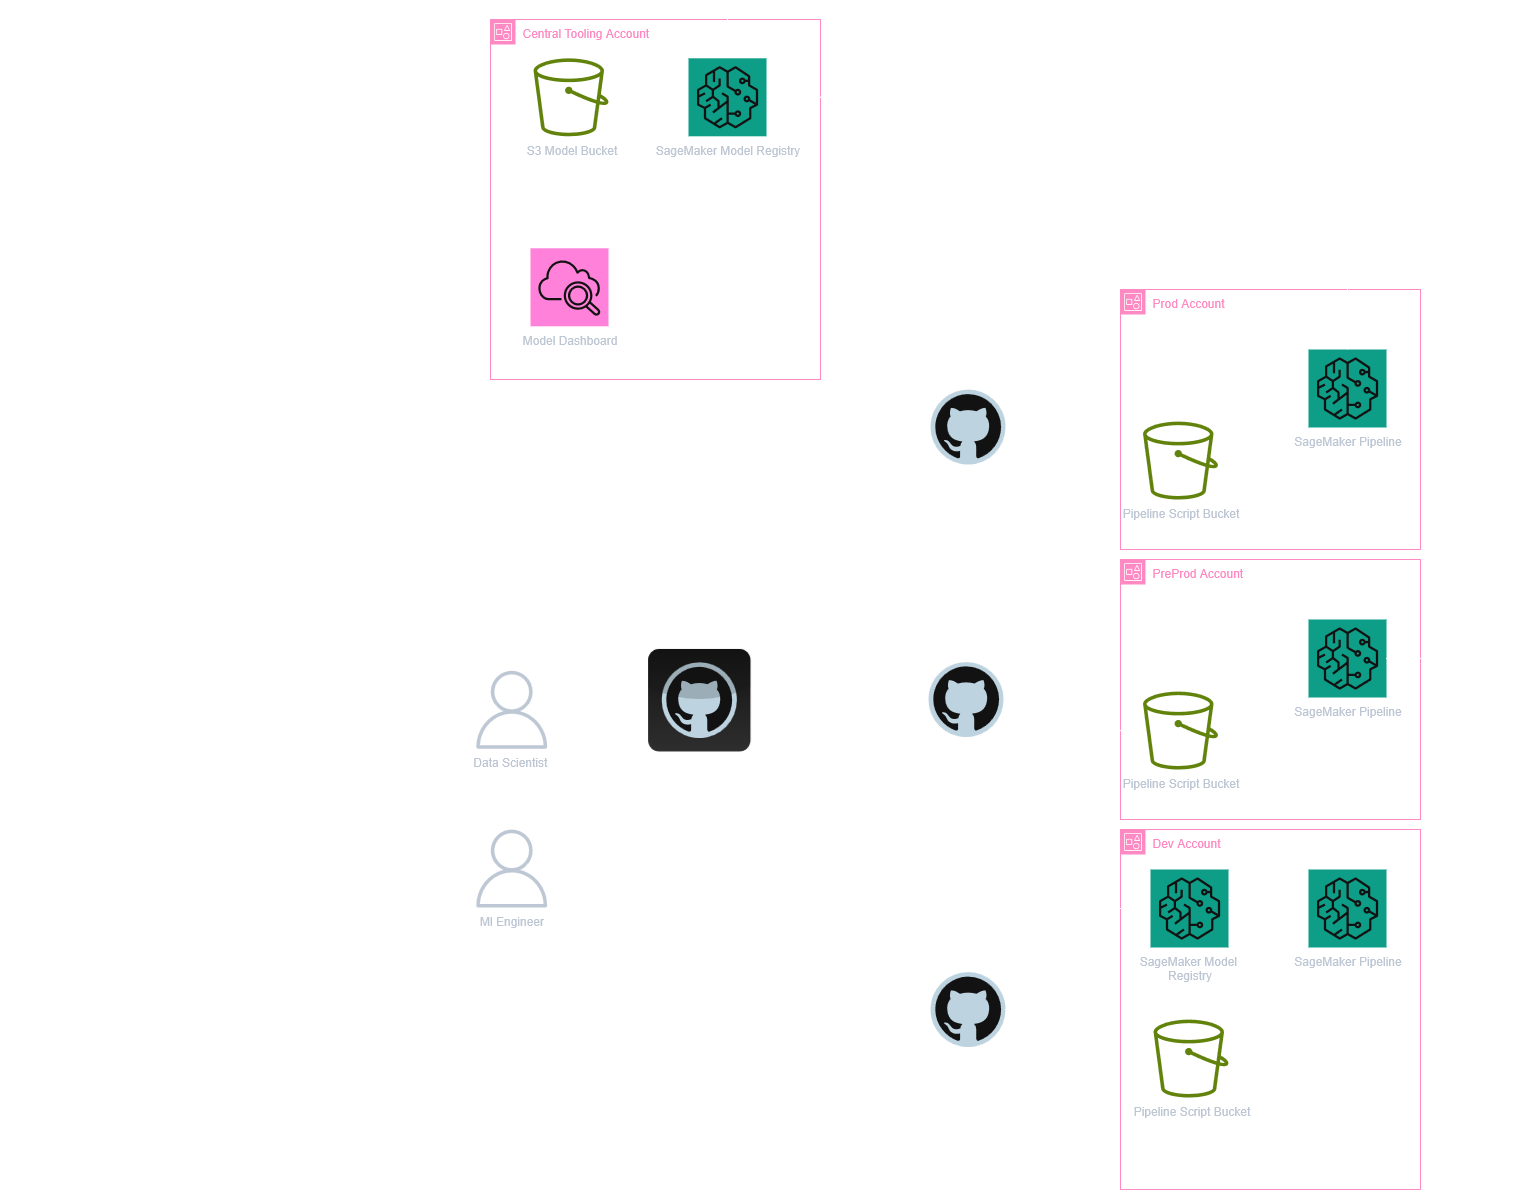 Central Tooling Account
S3 Model Bucket
SageMaker Model Registry
Model Dashboard
Prod Account
SageMaker Pipeline
Pipeline Script Bucket
PreProd Account
SageMaker Pipeline
Pipeline Script Bucket
Data Scientist
Ml Engineer
Dev Account
SageMaker Model
Registry
SageMaker Pipeline
Pipeline Script Bucket